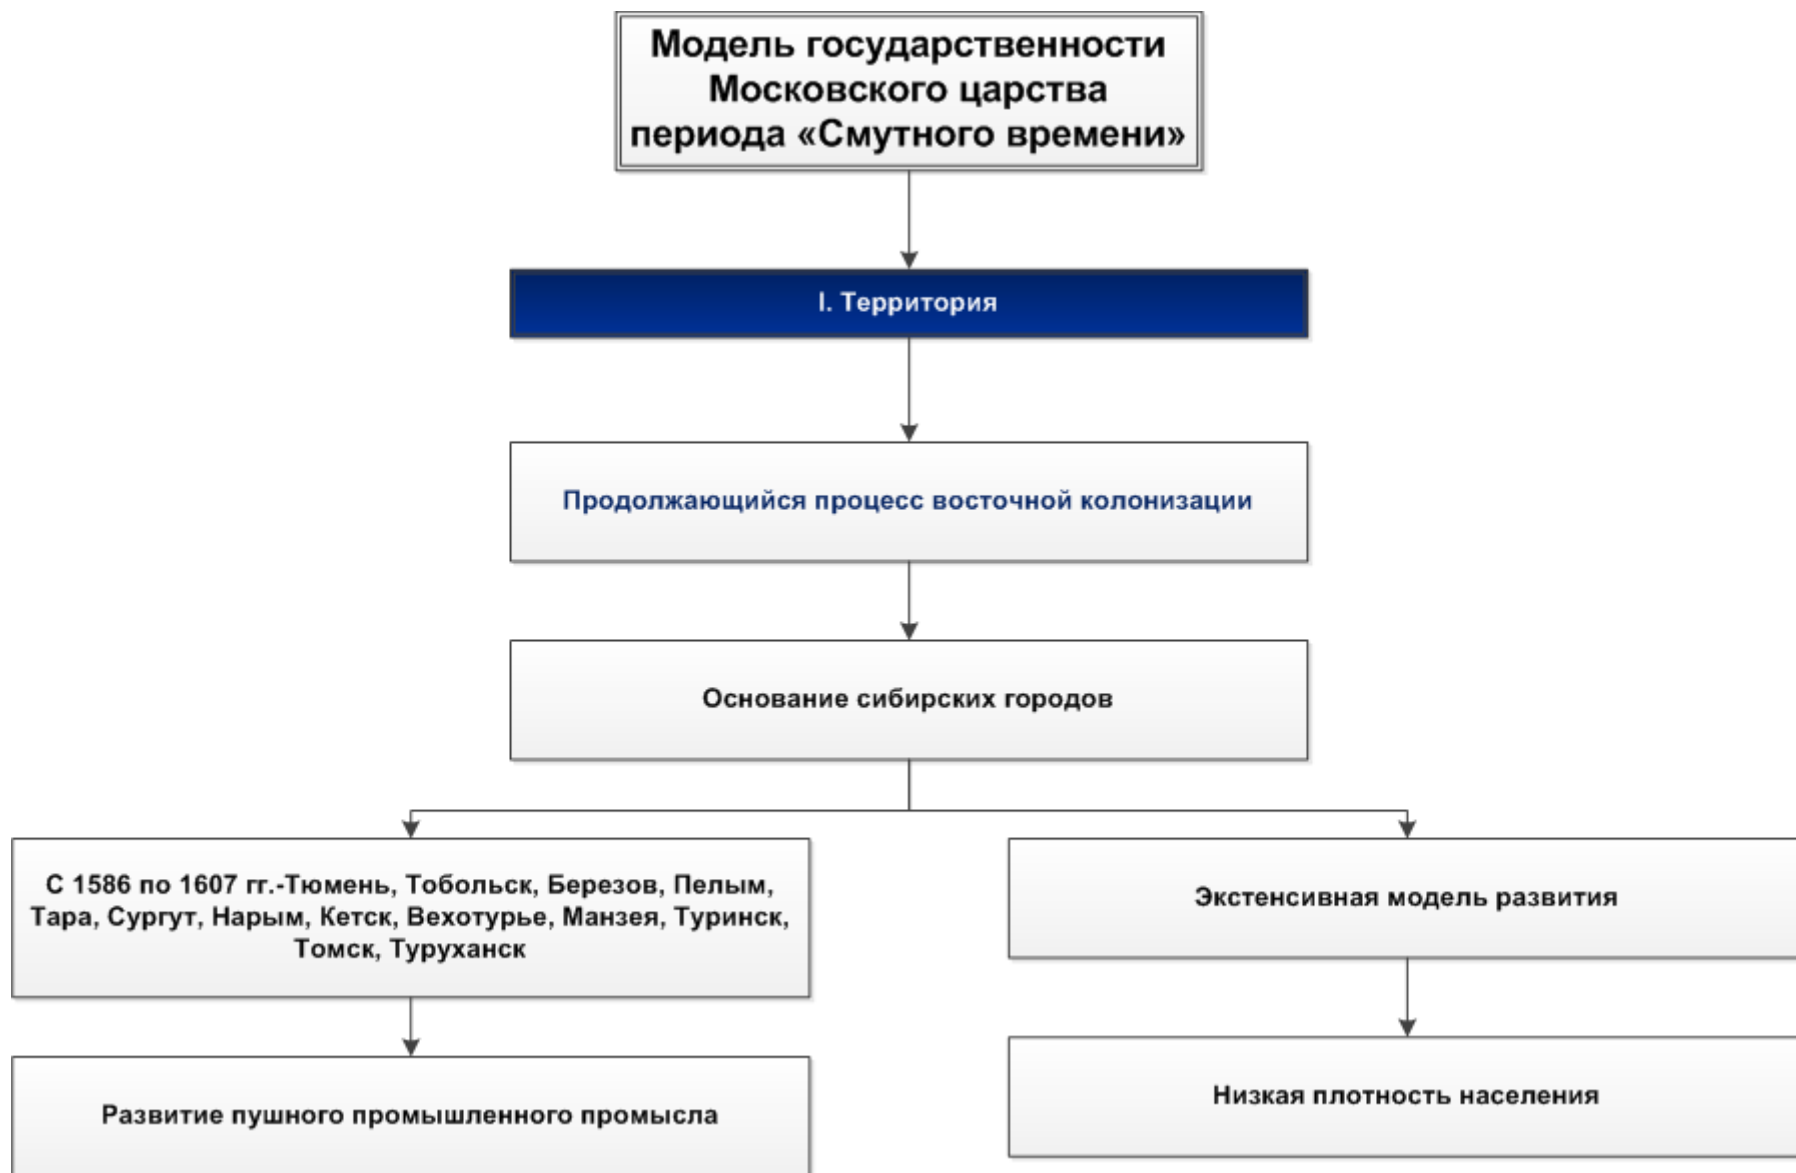 Модель государственности
Московского царства
периода «Смутного времени»
I. Территория
Продолжающийся процесс восточной колонизации
Основание сибирских городов
С 1586 по 1607 гг.-Тюмень, Тобольск, Березов, Пелым,
Тара, Сургут, Нарым, Кетск, Вехотурье, Манзея, Туринск,
Томск, Туруханск
Экстенсивная модель развития
Развитие пушного промышленного промысла
Низкая плотность населения